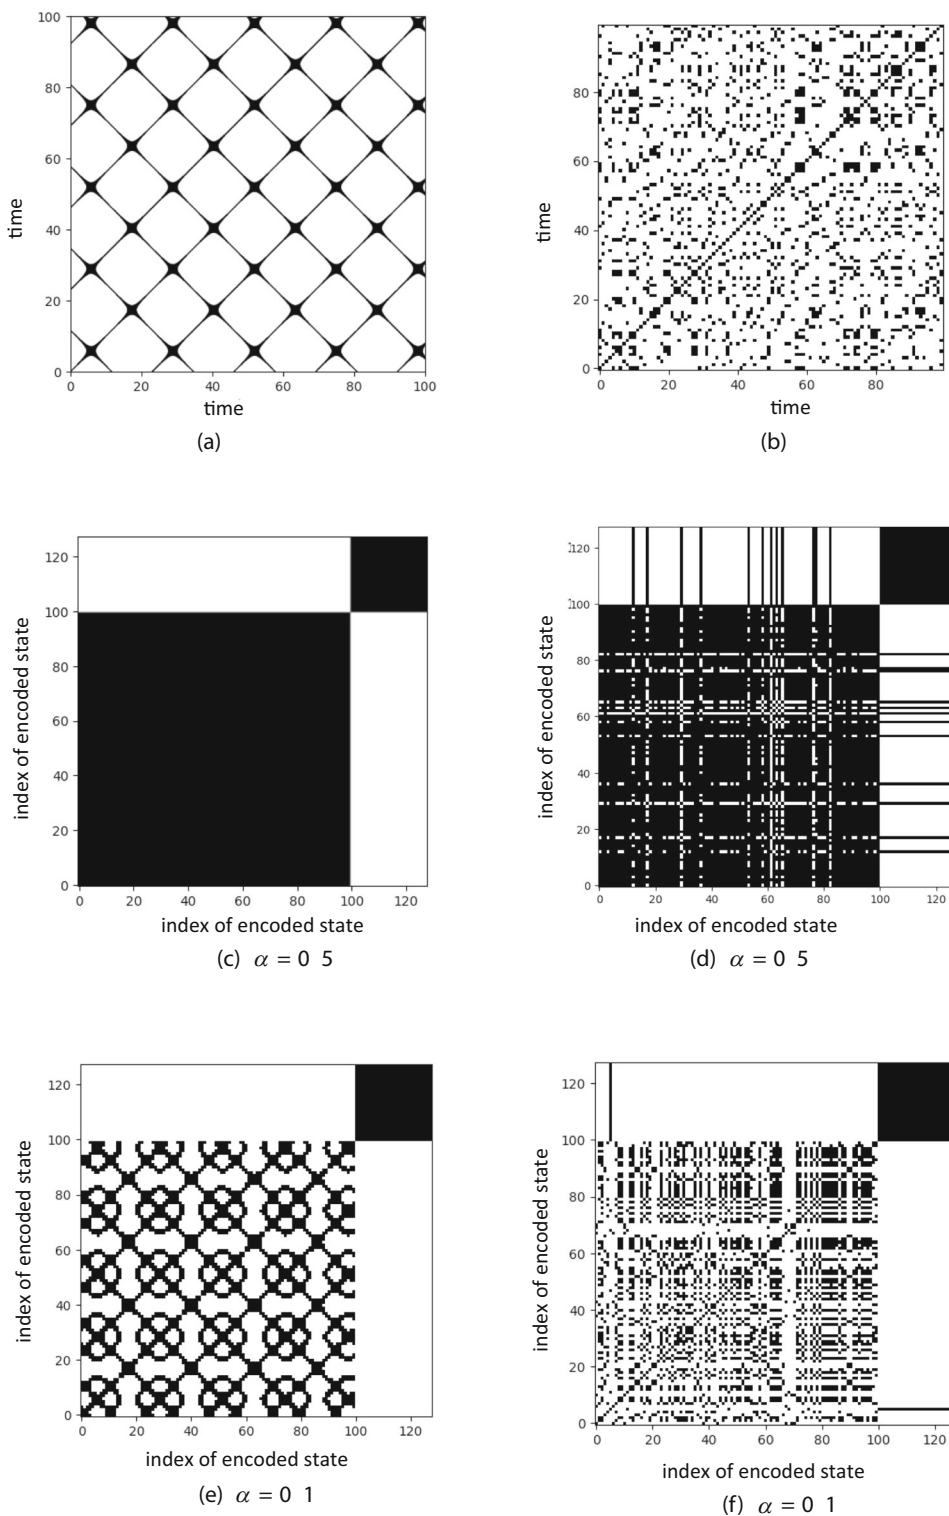 100
80
60
40
20
0
time
0 20 40 60 80 100
time
(a)
80
60
40
20
0
time
0 20 40 60 80
time
(b)
120
100
80
60
40
20
0
index of encoded state
0 20 40 60 80 100 120
index of encoded state
(c) α = 0 5
120
100
80
60
40
20
0
index of encoded state
0 20 40 60 80 100 120
index of encoded state
(d) α = 0 5
120
100
80
60
40
20
0
index of encoded state
0 20 40 60 80 100 120
index of encoded state
(e) α = 0 1
120
100
80
60
40
20
0
index of encoded state
0 20 40 60 80 100 120
index of encoded state
(f) α = 0 1